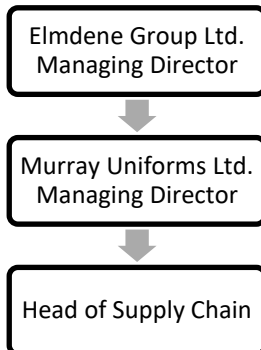 Elmdene Group Ltd.
Managing Director
Murray Uniforms Ltd.
Managing Director
Head of Supply Chain